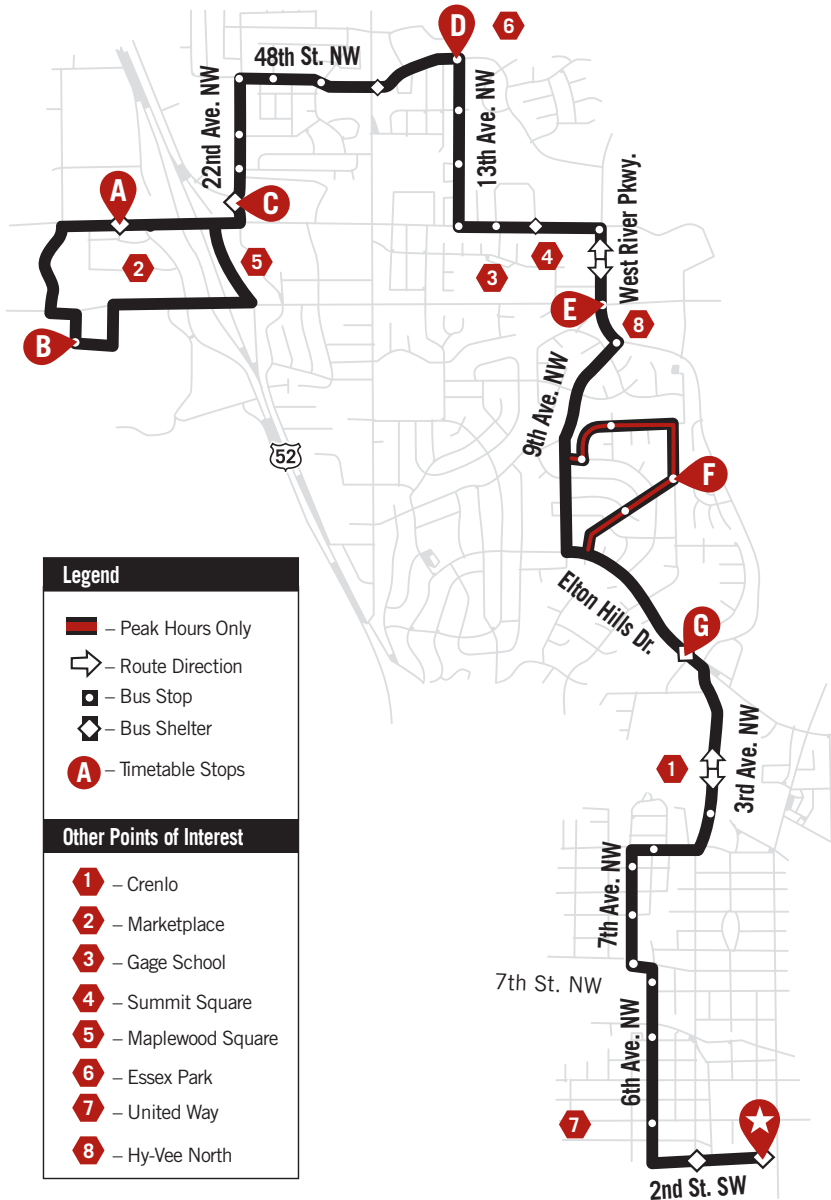 D
6
48th St. NW
22nd Ave. NW
13th Ave. NW
West River Pkwy.
A
C
2
5
4
3
B
E
8
9th Ave. NW
52
F
Elton Hills Dr.
G
1
3rd Ave. NW
7th Ave. NW
7th St. NW
6th Ave. NW
7
2nd St. SW
Legend
– Peak Hours Only
– Route Direction
– Bus Stop
– Bus Shelter
A – Timetable Stops
Other Points of Interest
1 – Crenlo
2 – Marketplace
3 – Gage School
4 – Summit Square
5 – Maplewood Square
6 – Essex Park
7 – United Way
8 – Hy-Vee North